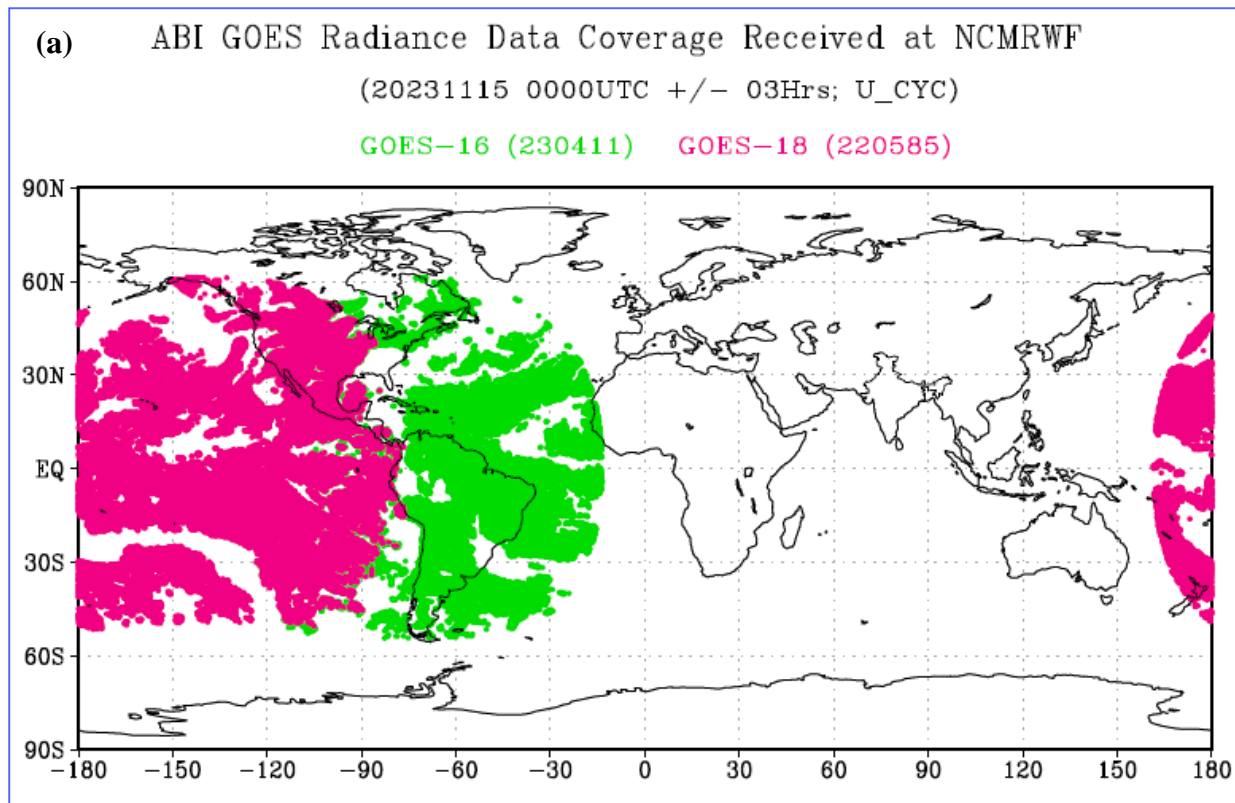 (a) ABI GOES Radiance Data Coverage Received at NCMRWF
(20231115 0000UTC +/- 03Hrs; U_CYC)
GOES-16 (230411) GOES-18 (220585)
90N
60N
30N
EQ
30S
60S
90S
-180 -150 -120 -90 -60 -30 0 30 60 90 120 150 180